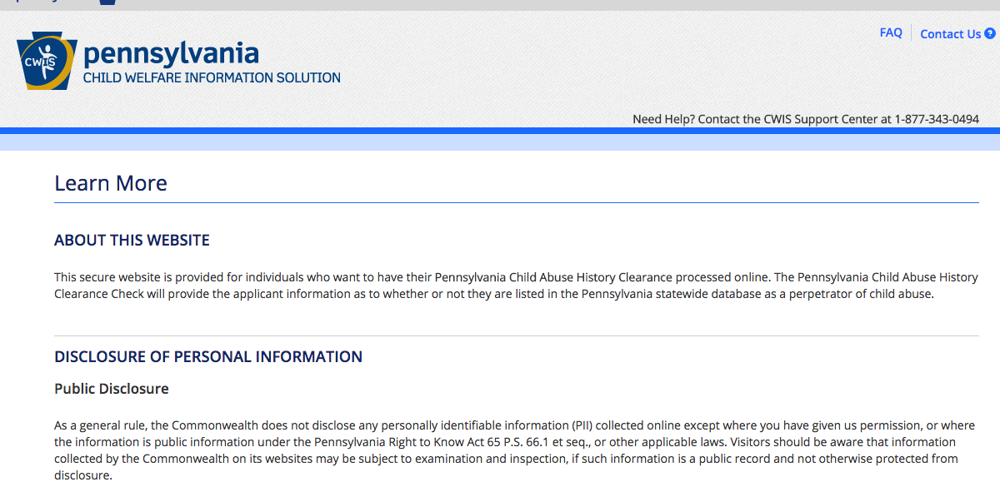 FAQ
Contact Us ?
CWIS
pennsylvania
CHILD WELFARE INFORMATION SOLUTION
Need Help? Contact the CWIS Support Center at 1-877-343-0494
Learn More
ABOUT THIS WEBSITE
This secure website is provided for individuals who want to have their Pennsylvania Child Abuse History Clearance processed online. The Pennsylvania Child Abuse History
Clearance Check will provide the applicant information as to whether or not they are listed in the Pennsylvania statewide database as a perpetrator of child abuse.
DISCLOSURE OF PERSONAL INFORMATION
Public Disclosure
As a general rule, the Commonwealth does not disclose any personally identifiable information (PII) collected online except where you have given us permission, or where
the information is public information under the Pennsylvania Right to Know Act 65 P.S. 66.1 et seq., or other applicable laws. Visitors should be aware that information
collected by the Commonwealth on its websites may be subject to examination and inspection, if such information is a public record and not otherwise protected from
disclosure.